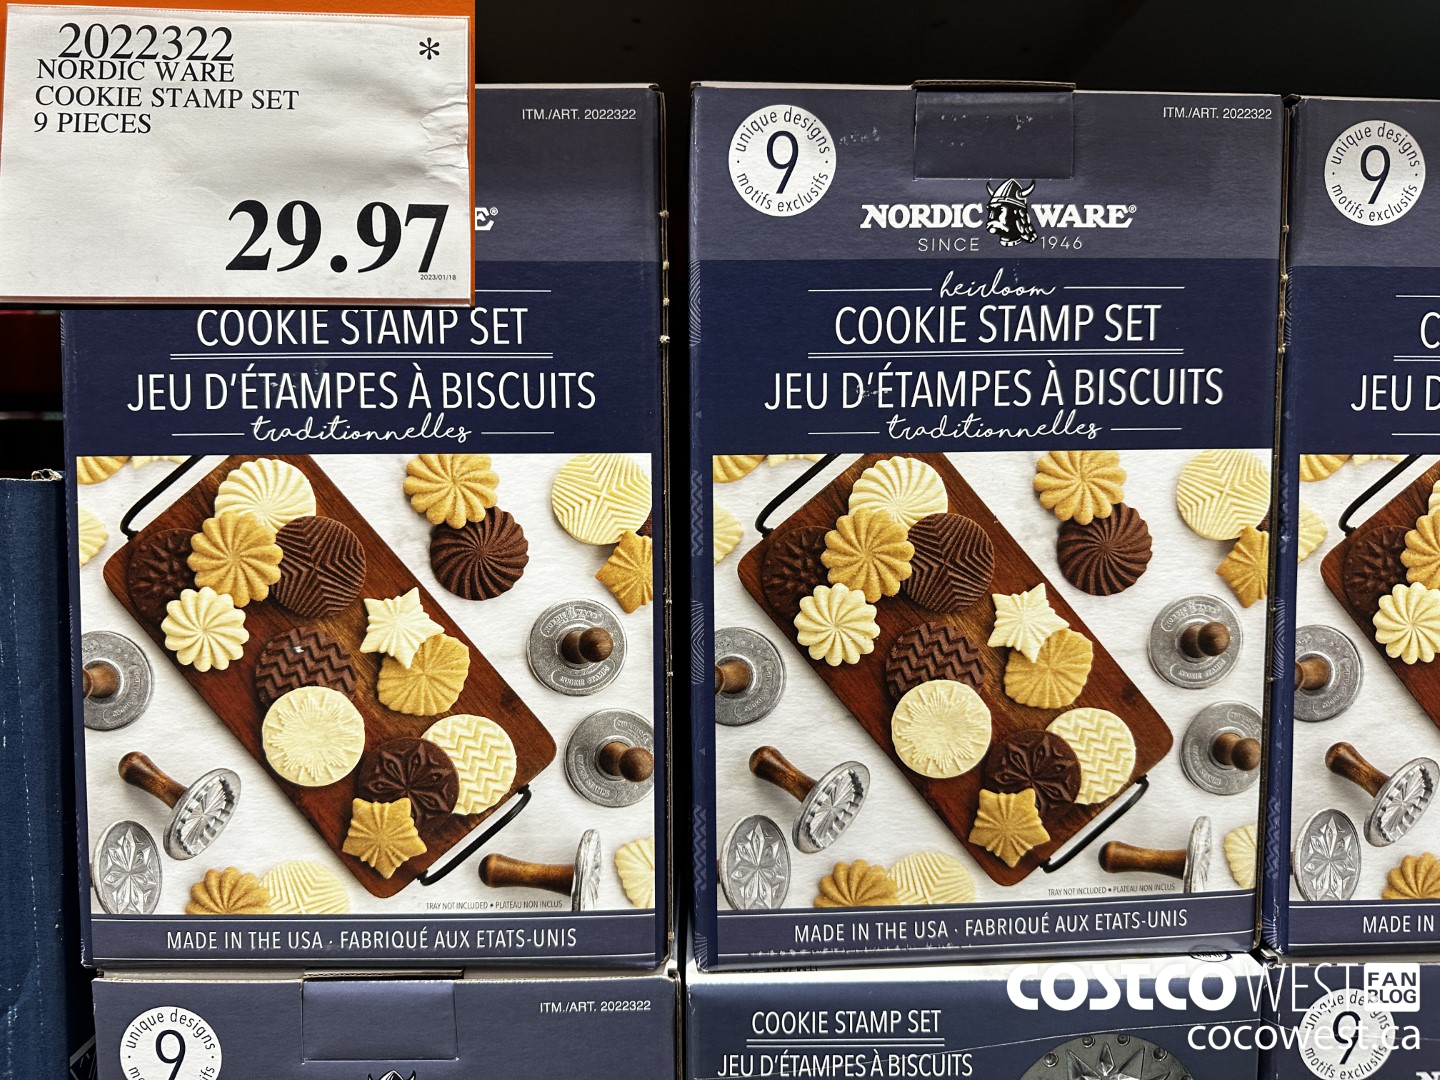 2022322
*
NORDIC WARE
COOKIE STAMP SET
9 PIECES
29.97
2023/01/18
ITM./ART. 2022322
E®
COOKIE STAMP SET
JEU D'ÉTAMPES À BISCUITS
traditionnelles
TRAY NOT INCLUDED • PLATEAU NON INCLUS
MADE IN THE USA · FABRIQUÉ AUX ETATS-UNIS
ITM./ART. 2022322
unique designs
9
motifs exclusifs
NORDIC WARE®
SINCE 1946
heirloom
COOKIE STAMP SET
JEU D'ÉTAMPES À BISCUITS
traditionnelles
TRAY NOT INCLUDED • PLATEAU NON INCLUS
MADE IN THE USA · FABRIQUÉ AUX ETATS-UNIS
unique designs
9
motifs exclusifs
C
JEU D
MADE IN
ITM./ART. 2022322
unique designs
9
COOKIE STAMP SET
JEU D'ÉTAMPES À BISCUITS
unique de
9
motifs exclusifs
COSTCO WEST FAN BLOG
cocowest.ca